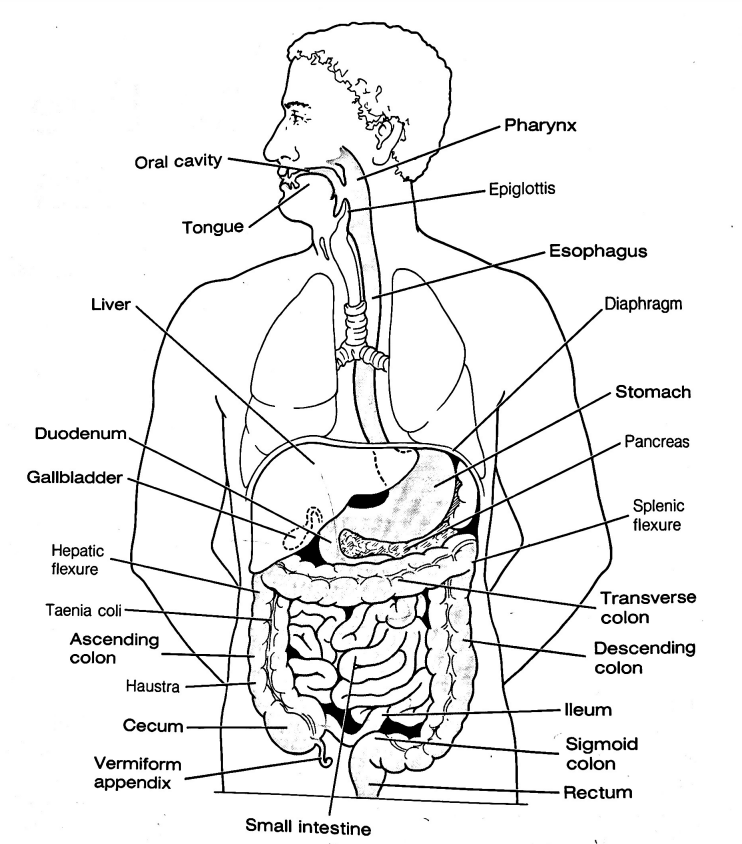 Pharynx
Oral cavity
Epiglottis
Tongue
Esophagus
Liver
Diaphragm
Stomach
Duodenum
Pancreas
Gallbladder
Splenic
flexure
Hepatic
flexure
Transverse
colon
Taenia coli
Ascending
colon
Descending
colon
Haustra
Ileum
Cecum
Sigmoid
colon
Vermiform
appendix
Rectum
Small intestine